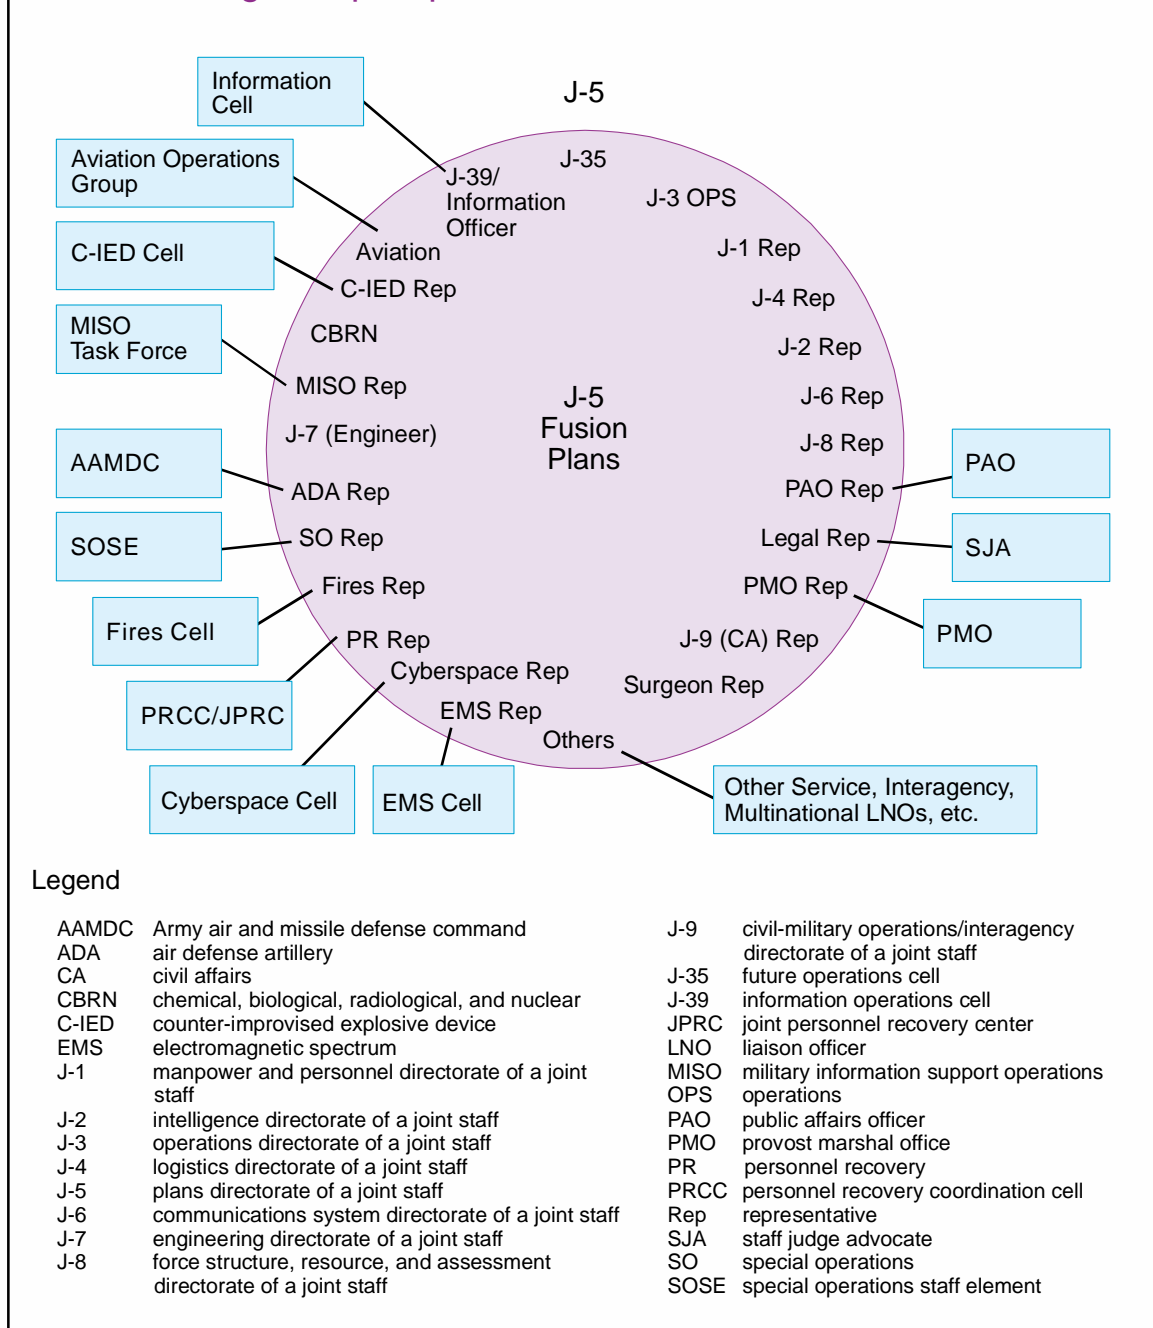 Information
Cell
J-5
Aviation Operations
Group
J-35
J-39/
Information
Officer
J-3 OPS
C-IED Cell
Aviation
J-1 Rep
C-IED Rep
J-4 Rep
MISO
Task Force
CBRN
J-2 Rep
MISO Rep
J-5
Fusion
Plans
J-6 Rep
J-7 (Engineer)
J-8 Rep
AAMDC
PAO
ADA Rep
PAO Rep
SOSE
SO Rep
Legal Rep
SJA
Fires Rep
PMO Rep
Fires Cell
PMO
PR Rep
J-9 (CA) Rep
Cyberspace Rep
Surgeon Rep
PRCC/JPRC
EMS Rep
Others
Cyberspace Cell
EMS Cell
Other Service, Interagency,
Multinational LNOs, etc.
Legend
AAMDC Army air and missile defense command
ADA air defense artillery
CA civil affairs
CBRN chemical, biological, radiological, and nuclear
C-IED counter-improvised explosive device
EMS electromagnetic spectrum
J-1 manpower and personnel directorate of a joint
staff
J-2 intelligence directorate of a joint staff
J-3 operations directorate of a joint staff
J-4 logistics directorate of a joint staff
J-5 plans directorate of a joint staff
J-6 communications system directorate of a joint staff
J-7 engineering directorate of a joint staff
J-8 force structure, resource, and assessment
directorate of a joint staff
J-9 civil-military operations/interagency
directorate of a joint staff
J-35 future operations cell
J-39 information operations cell
JPRC joint personnel recovery center
LNO liaison officer
MISO military information support operations
OPS operations
PAO public affairs officer
PMO provost marshal office
PR personnel recovery
PRCC personnel recovery coordination cell
Rep representative
SJA staff judge advocate
SO special operations
SOSE special operations staff element